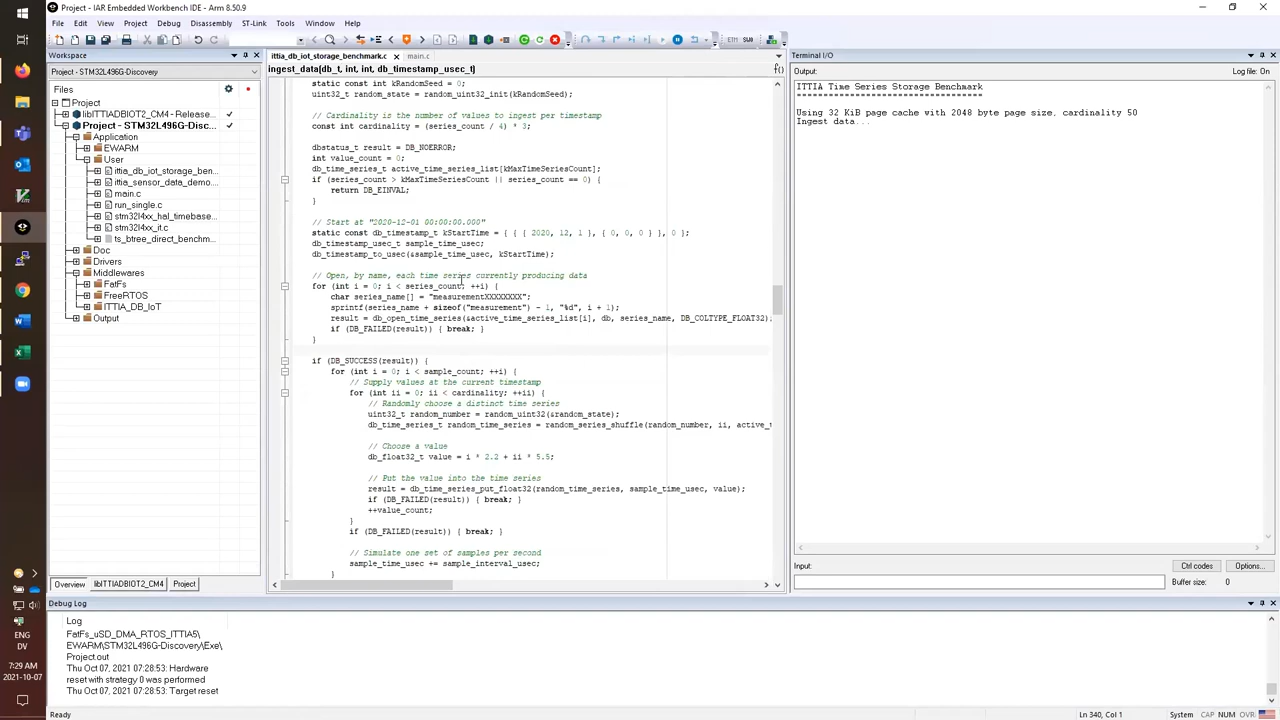 Project - IAR Embedded Workbench IDE - Arm 8.50.9
File Edit View Project Debug Disassembly ST-Link Tools Window Help
Workspace
Project - STM32L496G-Discovery
Files
Project
libITTIADBIOT2_CM4 - Release...
Project - STM32L496G-Disco...
Application
EWARM
User
ittia_db_iot_storage_ben...
ittia_sensor_data_demo...
main.c
run_single.c
stm32l4xx_hal_timebase...
stm32l4xx_it.c
ts_btree_direct_benchm...
Doc
Drivers
Middlewares
FatFs
FreeRTOS
ITTIA_DB_IoT
Output
Overview libITTIADBIOT2_CM4 Project
ittia_db_iot_storage_benchmark.c main.c
ingest_data(db_t, int, int, db_timestamp_usec_t)
static const int kRandomSeed = 0;
uint32_t random_state = random_uint32_init(kRandomSeed);
// Cardinality is the number of values to ingest per timestamp
const int cardinality = (series_count / 4) * 3;
dbstatus_t result = DB_NOERROR;
int value_count = 0;
db_time_series_t active_time_series_list[kMaxTimeSeriesCount];
if (series_count > kMaxTimeSeriesCount || series_count == 0) {
return DB_EINVAL;
}
// Start at "2020-12-01 00:00:00.000"
static const db_timestamp_t kStartTime = { { { 2020, 12, 1 }, { 0, 0, 0 } }, 0 };
db_timestamp_usec_t sample_time_usec;
db_timestamp_to_usec(&sample_time_usec, kStartTime);
// Open, by name, each time series currently producing data
for (int i = 0; i < series_count; ++i) {
char series_name[] = "measurementXXXXXXXX";
sprintf(series_name + sizeof("measurement") - 1, "%d", i + 1);
result = db_open_time_series(&active_time_series_list[i], db, series_name, DB_COLTYPE_FLOAT32);
if (DB_FAILED(result)) { break; }
}
if (DB_SUCCESS(result)) {
for (int i = 0; i < sample_count; ++i) {
// Supply values at the current timestamp
for (int ii = 0; ii < cardinality; ++ii) {
// Randomly choose a distinct time series
uint32_t random_number = random_uint32(&random_state);
db_time_series_t random_time_series = random_series_shuffle(random_number, ii, active_t
// Choose a value
db_float32_t value = i * 2.2 + ii * 5.5;
// Put the value into the time series
result = db_time_series_put_float32(random_time_series, sample_time_usec, value);
if (DB_FAILED(result)) { break; }
++value_count;
}
if (DB_FAILED(result)) { break; }
// Simulate one set of samples per second
sample_time_usec += sample_interval_usec;
}
Terminal I/O
Output: Log file: On
ITTIA Time Series Storage Benchmark
===================================
Using 32 KiB page cache with 2048 byte page size, cardinality 50
Ingest data...
Ctrl codes Options...
Input: Buffer size: 0
Debug Log
Log
FatFs_uSD_DMA_RTOS_ITTIA5\
EWARM\STM32L496G-Discovery\Exe\
Project.out
Thu Oct 07, 2021 07:28:53: Hardware
reset with strategy 0 was performed
Thu Oct 07, 2021 07:28:53: Target reset
ENG
DV
7:29 AM
2021-10-07
Ready Ln 340, Col 1 System CAP NUM OVR